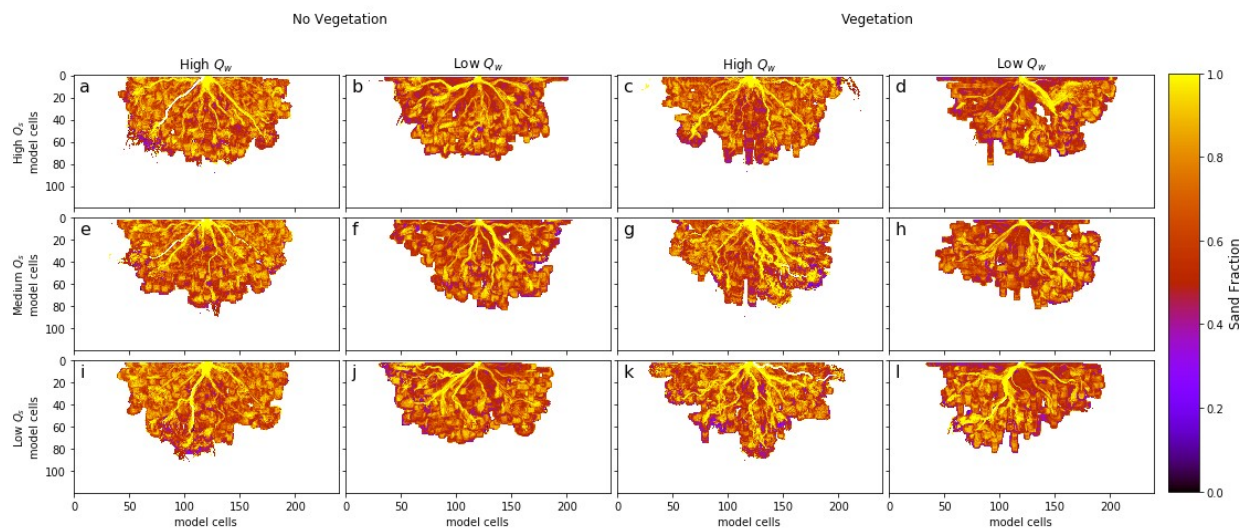 No Vegetation Vegetation
High Q_w Low Q_w High Q_w Low Q_w
a b c d
0
20
40
60
80
100
High Q_s
model cells
e f g h
0
20
40
60
80
100
Medium Q_s
model cells
i j k l
0
20
40
60
80
100
Low Q_s
model cells
0 50 100 150 200 0 50 100 150 200 0 50 100 150 200 0 50 100 150 200
model cells model cells model cells model cells
1.0
0.8
0.6
0.4
0.2
0.0
Sand Fraction